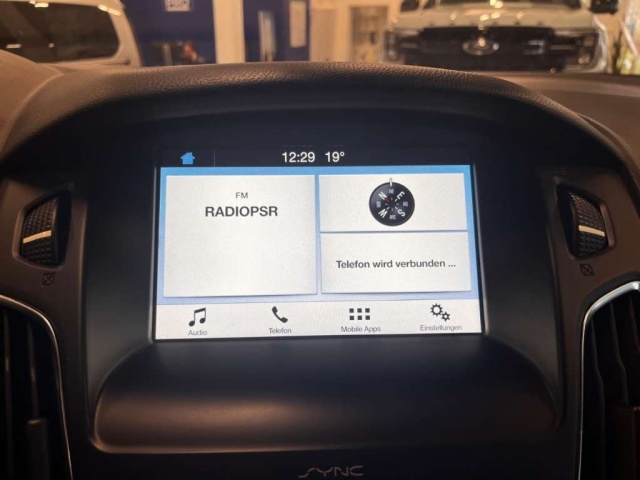 12:29 19°
FM
RADIOPSR
N E
W S
Telefon wird verbunden ...
Audio
Telefon
Mobile Apps
Einstellungen
SYNC